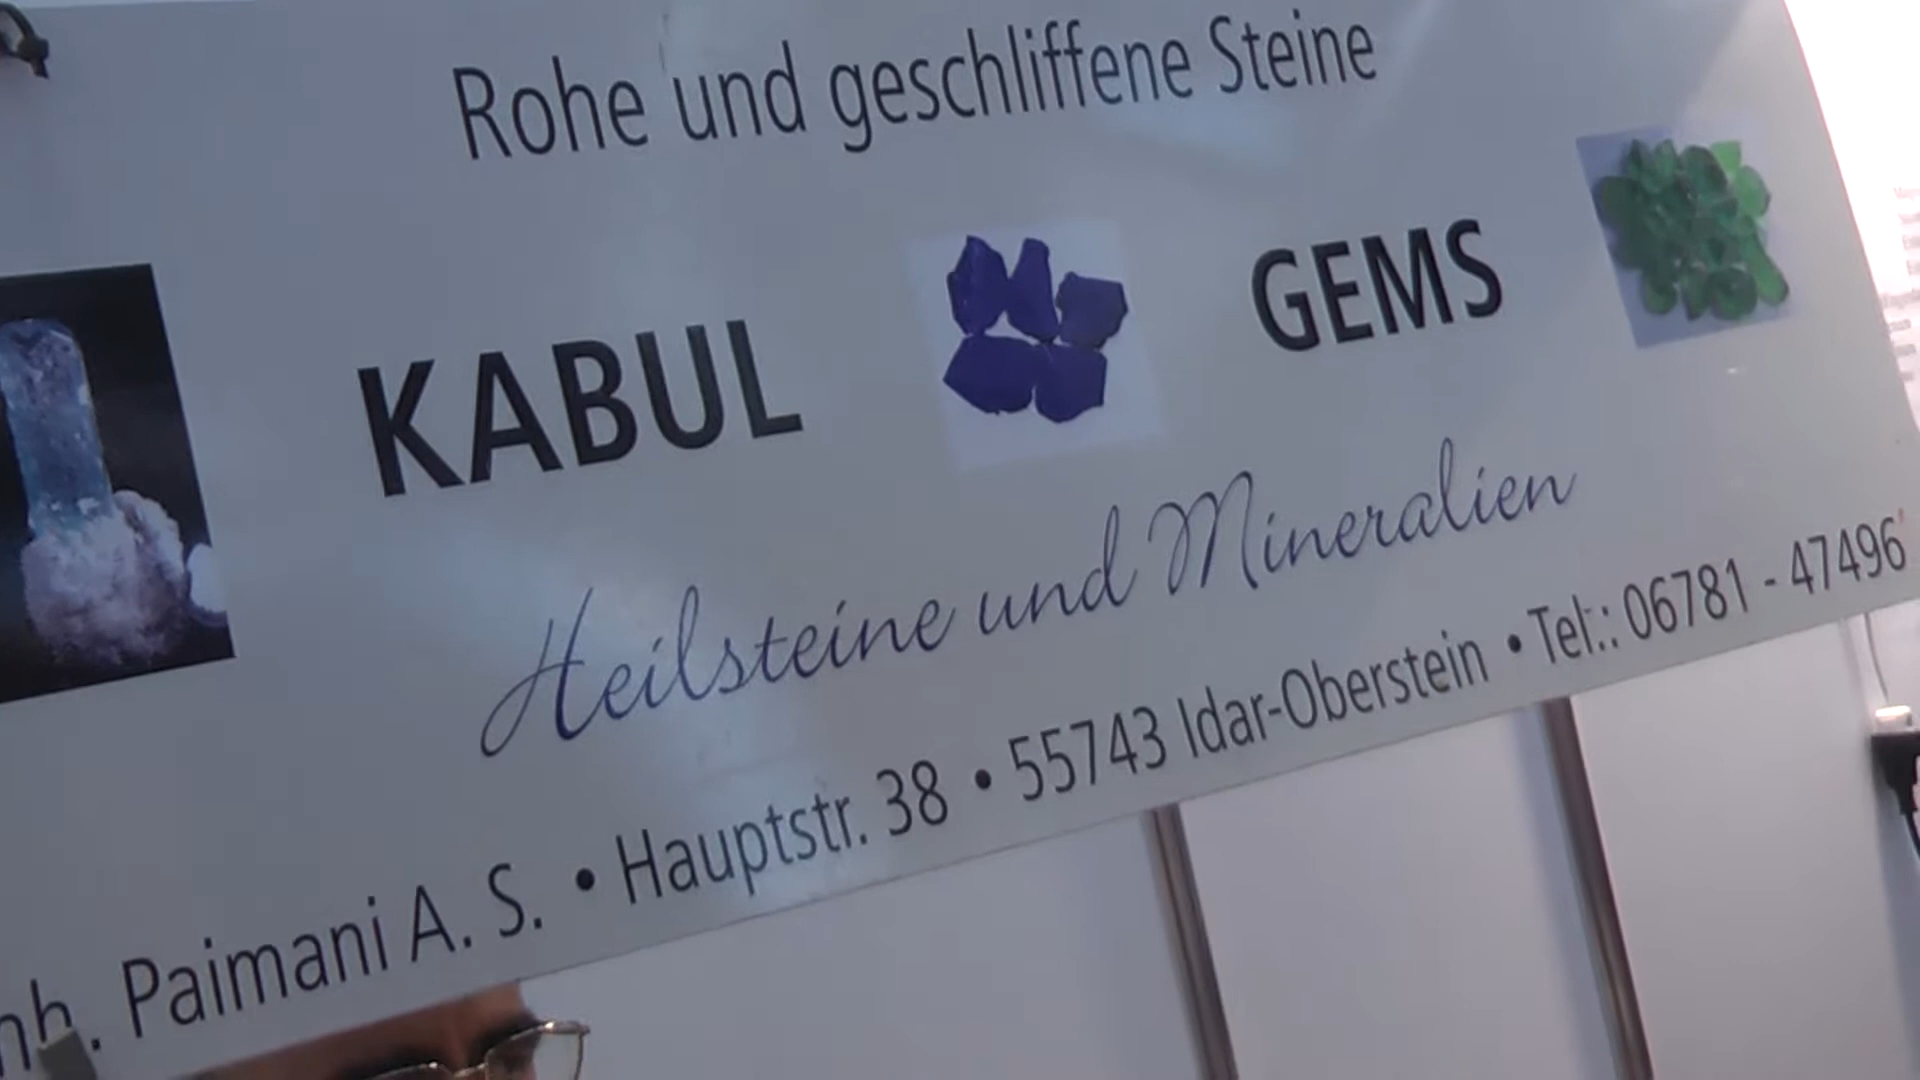 Rohe und geschliffene Steine
KABUL GEMS
Heilsteine und Mineralien
nh. Paimani A. S. • Hauptstr. 38 • 55743 Idar-Oberstein • Tel.: 06781 - 47496